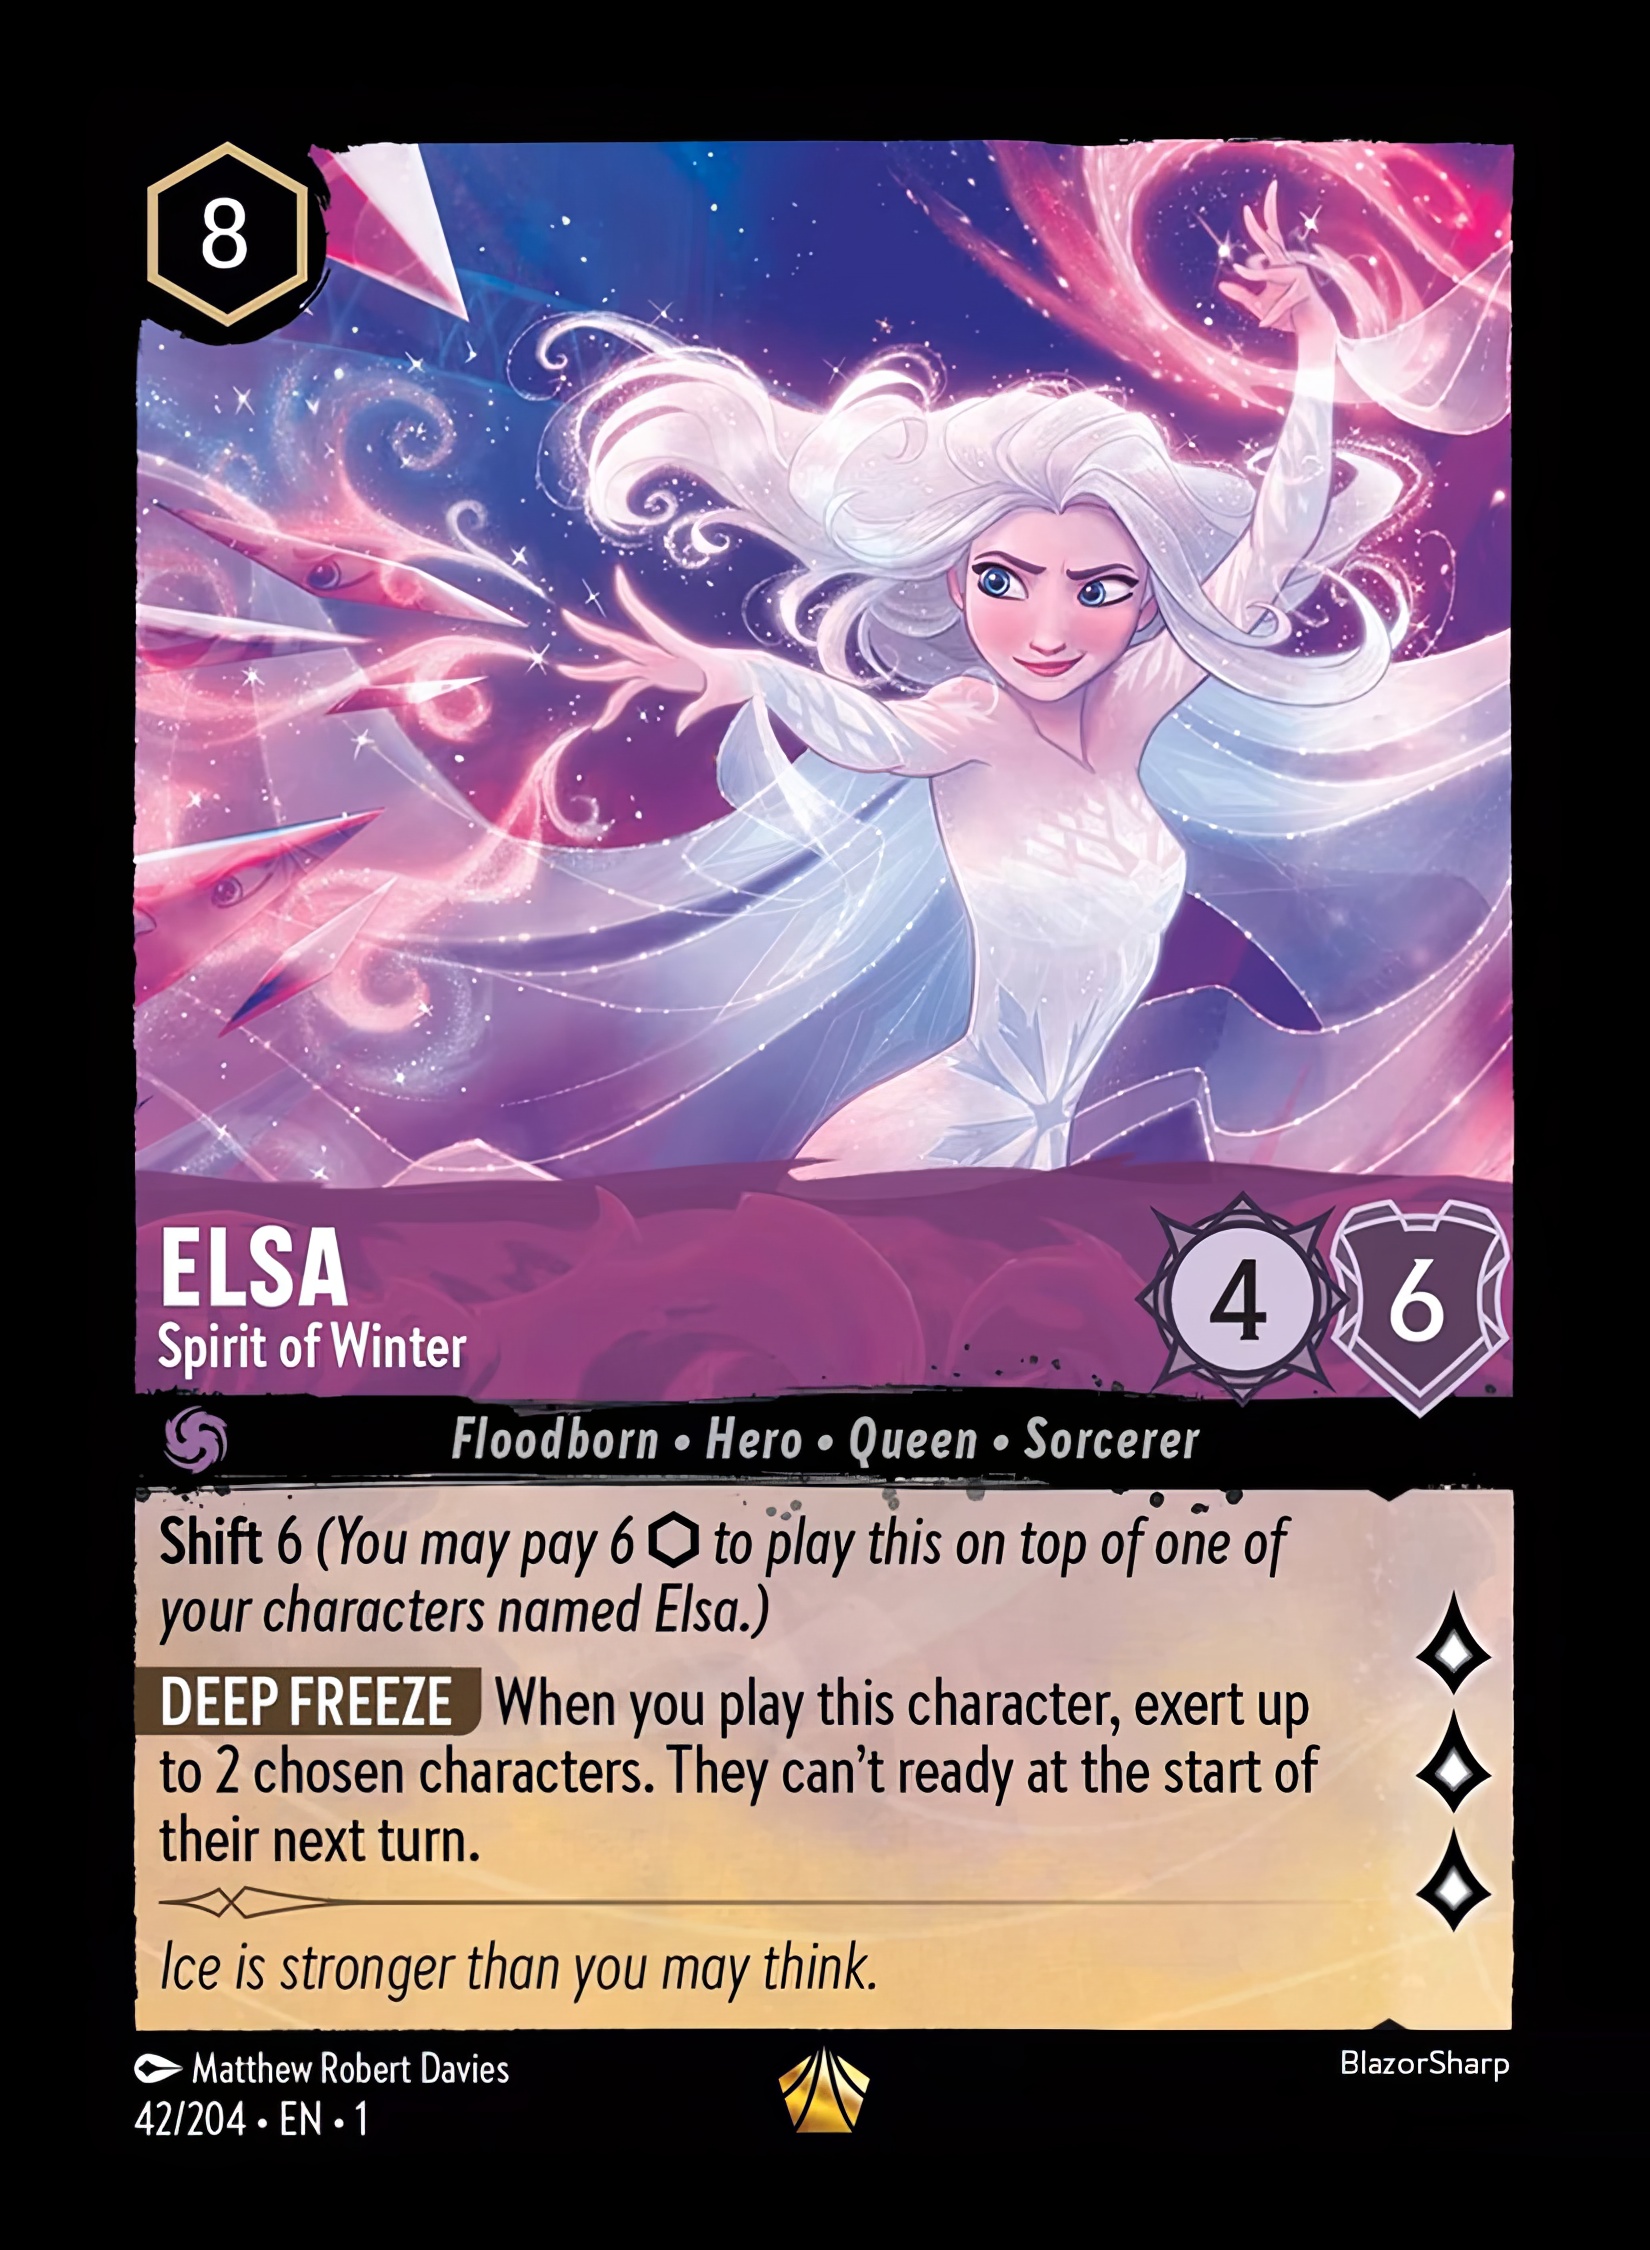 8
ELSA
Spirit of Winter
4
6
Floodborn • Hero • Queen • Sorcerer
Shift 6 (You may pay 6 ⬡ to play this on top of one of
your characters named Elsa.)
DEEP FREEZE When you play this character, exert up
to 2 chosen characters. They can’t ready at the start of
their next turn.
Ice is stronger than you may think.
Matthew Robert Davies
BlazorSharp
42/204 • EN • 1